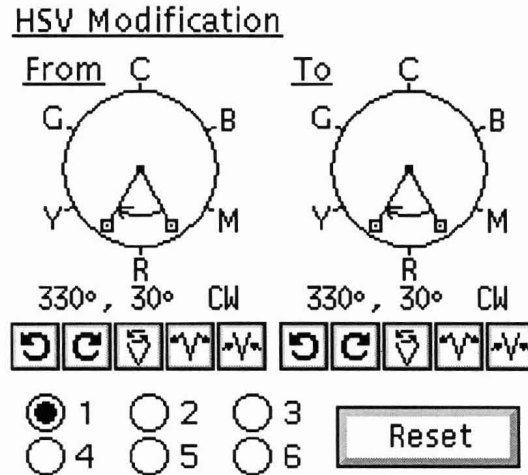 HSV Modification
From To
C C
G B G B
Y M Y M
R R
330°, 30° CW 330°, 30° CW
1 2 3
4 5 6
Reset